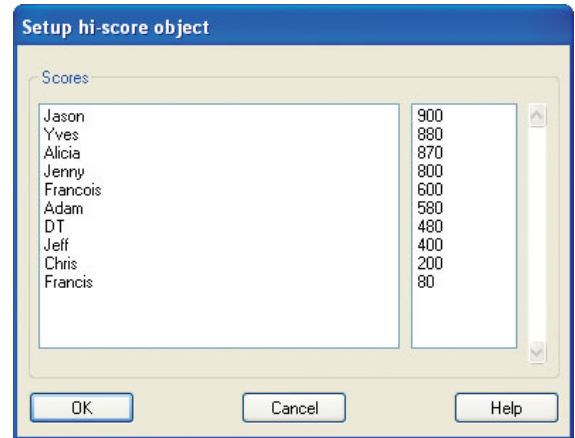 Setup hi-score object
Scores
Jason 900
Yves 880
Alicia 870
Jenny 800
Francois 600
Adam 580
DT 480
Jeff 400
Chris 200
Francis 80
OK Cancel Help